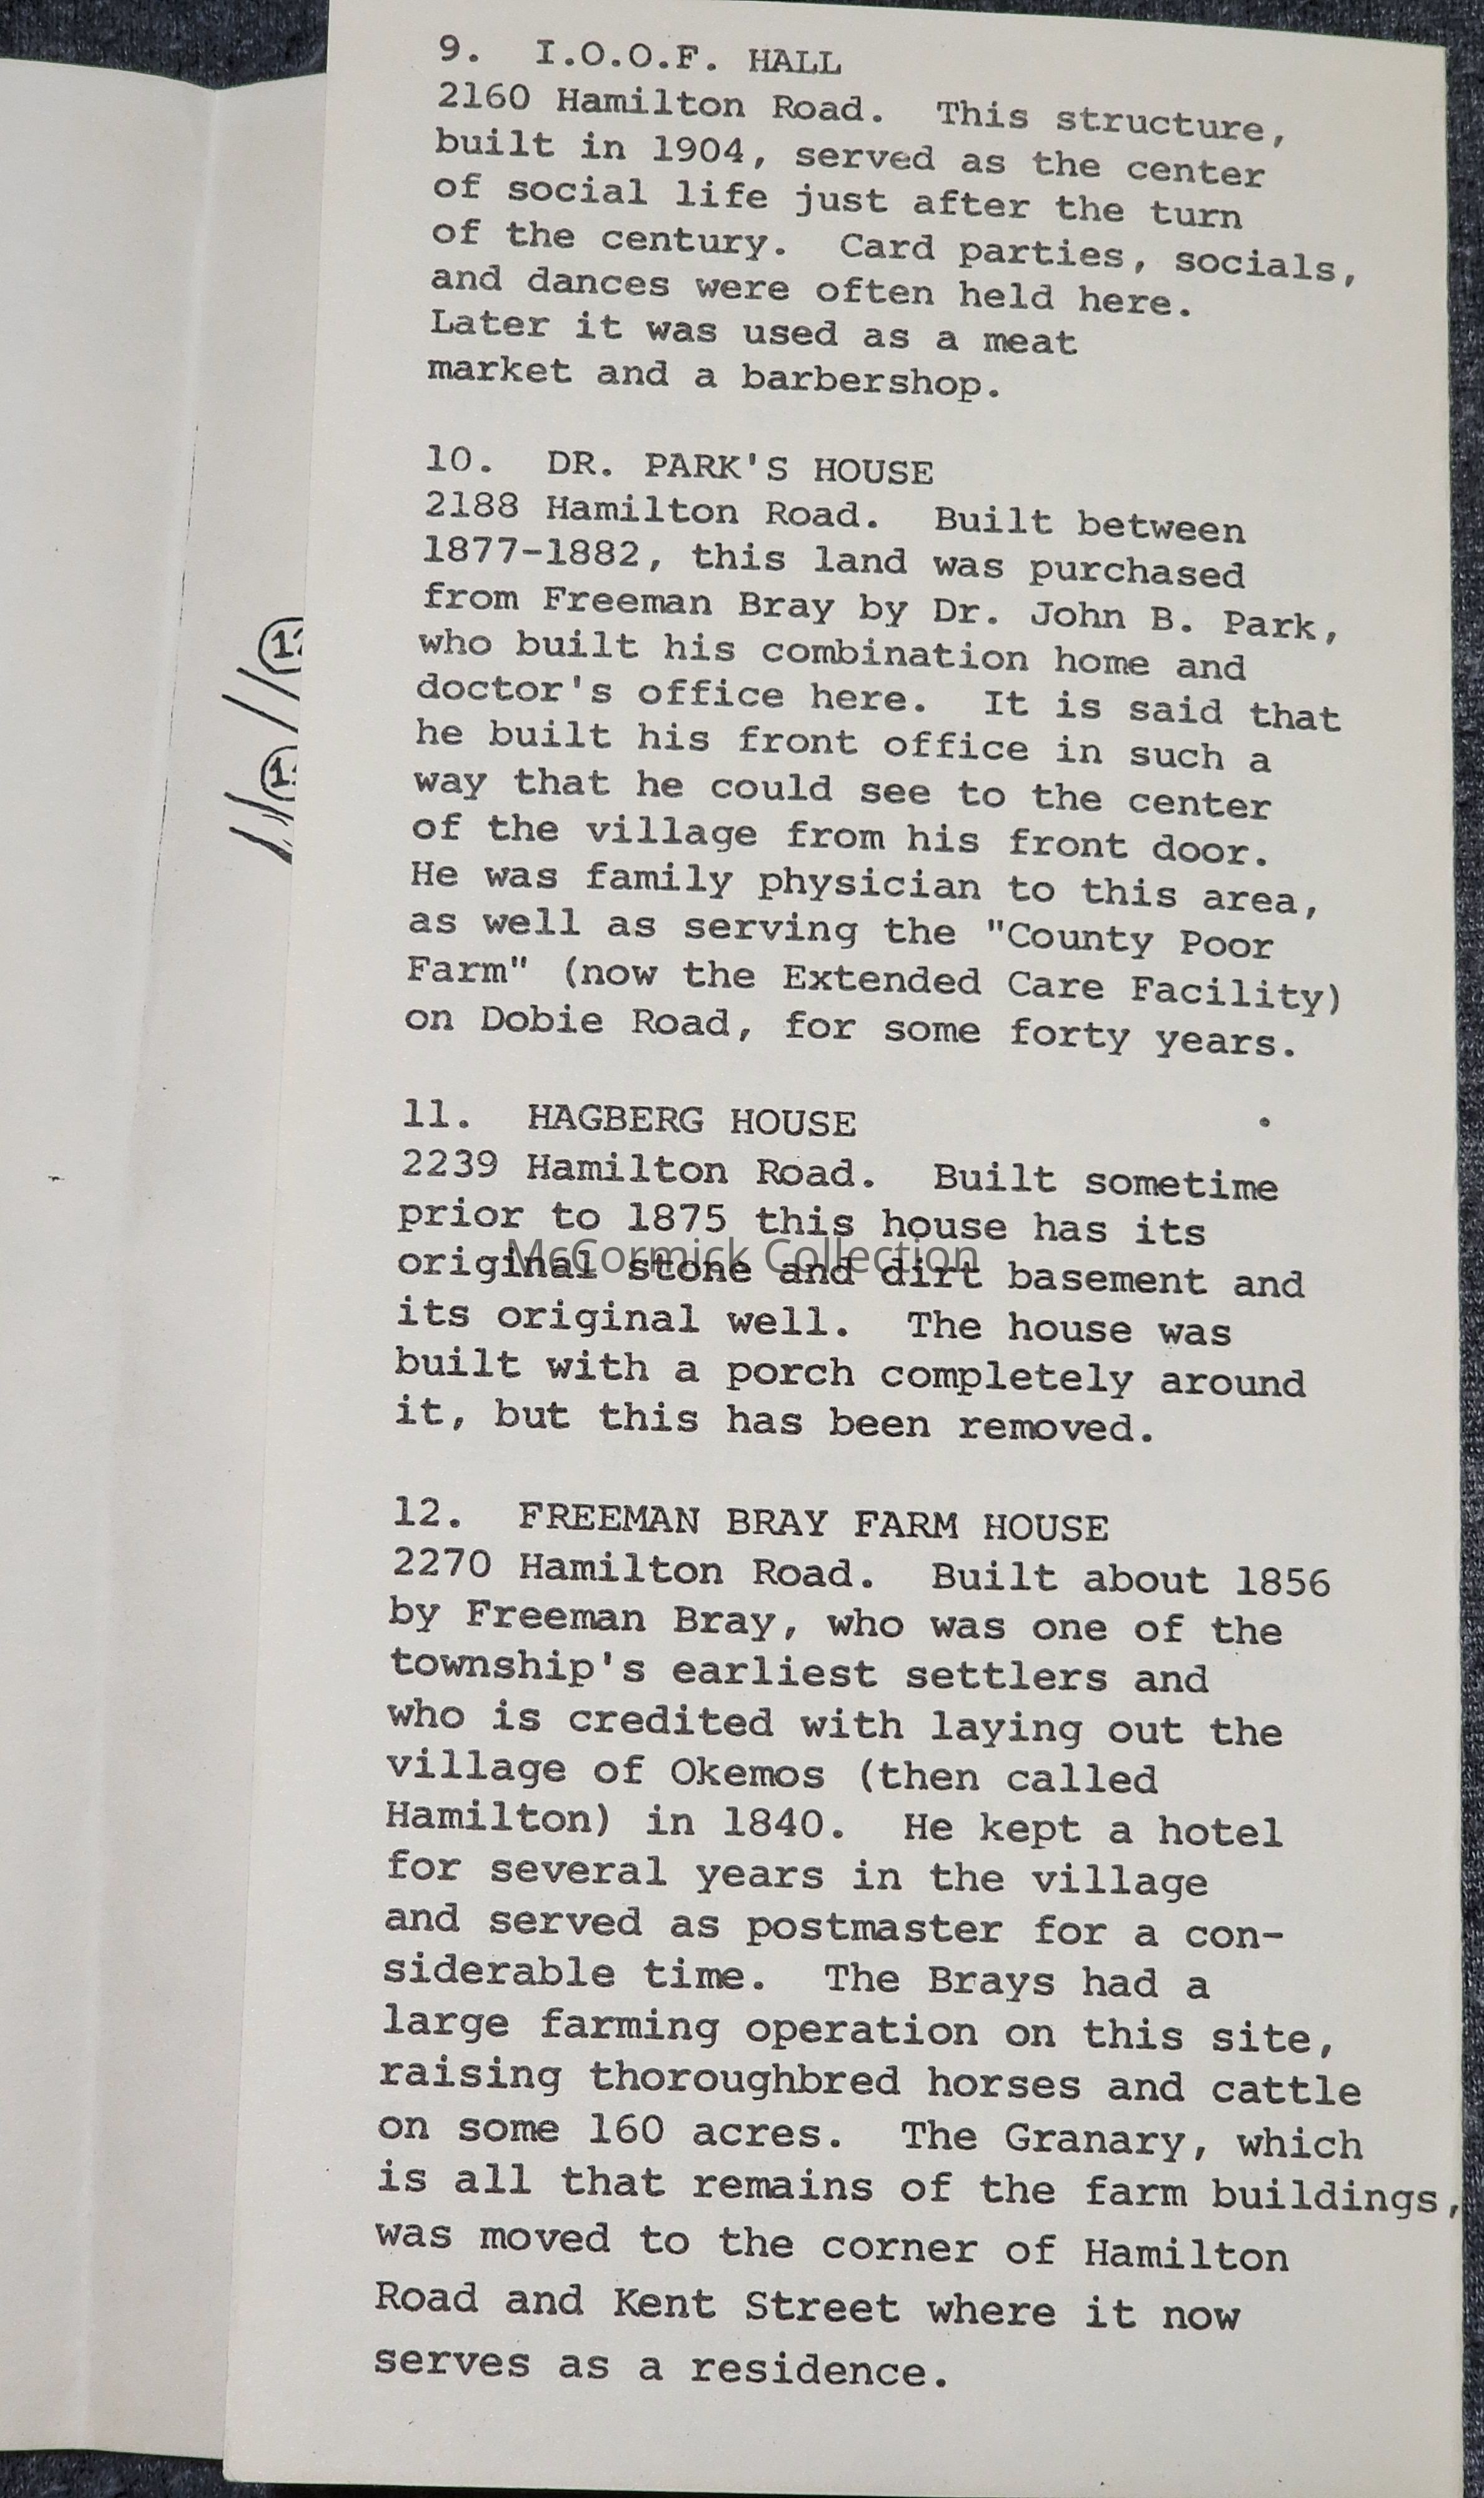 9. I.O.O.F. HALL
2160 Hamilton Road. This structure,
built in 1904, served as the center
of social life just after the turn
of the century. Card parties, socials,
and dances were often held here.
Later it was used as a meat
market and a barbershop.
10. DR. PARK'S HOUSE
2188 Hamilton Road. Built between
1877-1882, this land was purchased
from Freeman Bray by Dr. John B. Park,
who built his combination home and
doctor's office here. It is said that
he built his front office in such a
way that he could see to the center
of the village from his front door.
He was family physician to this area,
as well as serving the "County Poor
Farm" (now the Extended Care Facility)
on Dobie Road, for some forty years.
11. HAGBERG HOUSE
2239 Hamilton Road. Built sometime
prior to 1875 this house has its
original stone and dirt basement and
McCormick Collection
its original well. The house was
built with a porch completely around
it, but this has been removed.
12. FREEMAN BRAY FARM HOUSE
2270 Hamilton Road. Built about 1856
by Freeman Bray, who was one of the
township's earliest settlers and
who is credited with laying out the
village of Okemos (then called
Hamilton) in 1840. He kept a hotel
for several years in the village
and served as postmaster for a con-
siderable time. The Brays had a
large farming operation on this site,
raising thoroughbred horses and cattle
on some 160 acres. The Granary, which
is all that remains of the farm buildings,
was moved to the corner of Hamilton
Road and Kent Street where it now
serves as a residence.